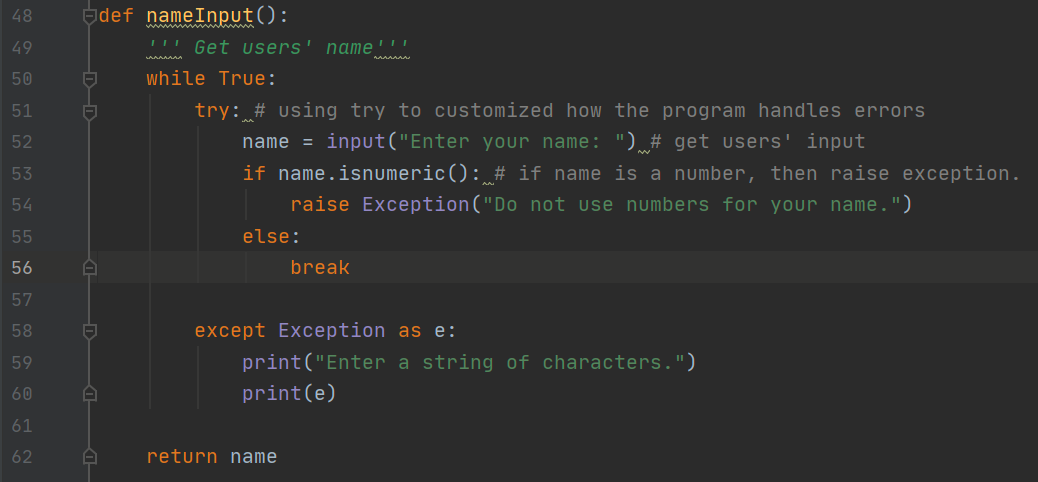 48 def nameInput():
49     ''' Get users' name'''
50     while True:
51         try: # using try to customized how the program handles errors
52             name = input("Enter your name: ") # get users' input
53             if name.isnumeric(): # if name is a number, then raise exception.
54                 raise Exception("Do not use numbers for your name.")
55             else:
56                 break
57
58         except Exception as e:
59             print("Enter a string of characters.")
60             print(e)
61
62     return name